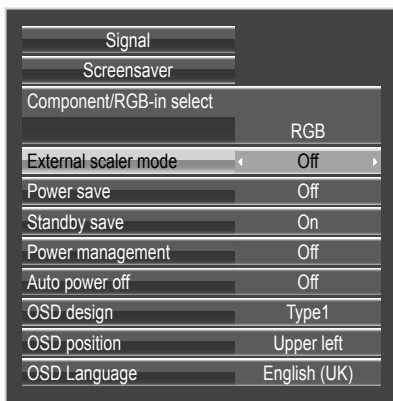 Signal
Screensaver
Component/RGB-in select
RGB
External scaler mode Off
Power save Off
Standby save On
Power management Off
Auto power off Off
OSD design Type1
OSD position Upper left
OSD Language English (UK)